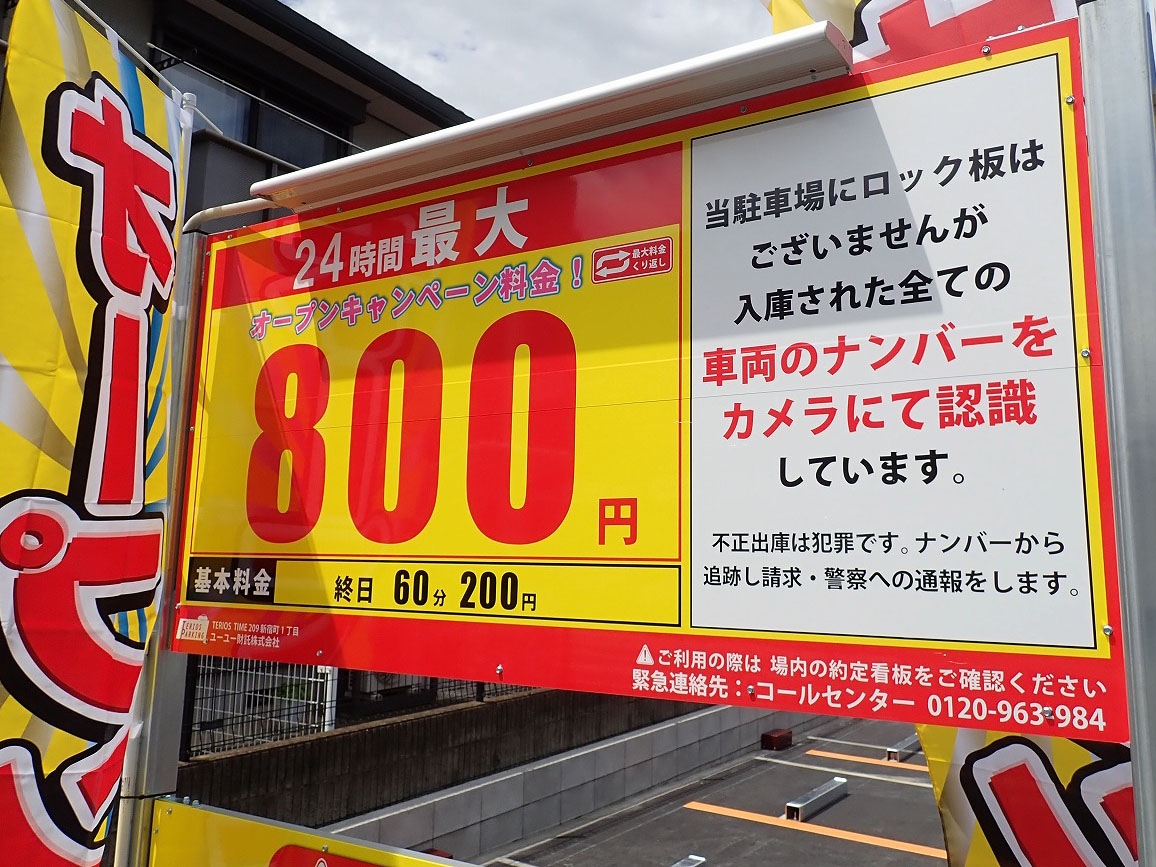 オープン
24時間 最大
オープンキャンペーン料金！
最大料金
くり返し
800円
基本料金
終日 60分 200円
TERIOS
PARKING
TERIOS TIME 209 新宿町1丁目
ユーユー財託株式会社
当駐車場にロック板は
ございませんが
入庫された全ての
車両のナンバーを
カメラにて認識
しています。
不正出庫は犯罪です。ナンバーから
追跡し請求・警察への通報をします。
ご利用の際は 場内の約定看板をご確認ください
緊急連絡先：コールセンター 0120-963-984